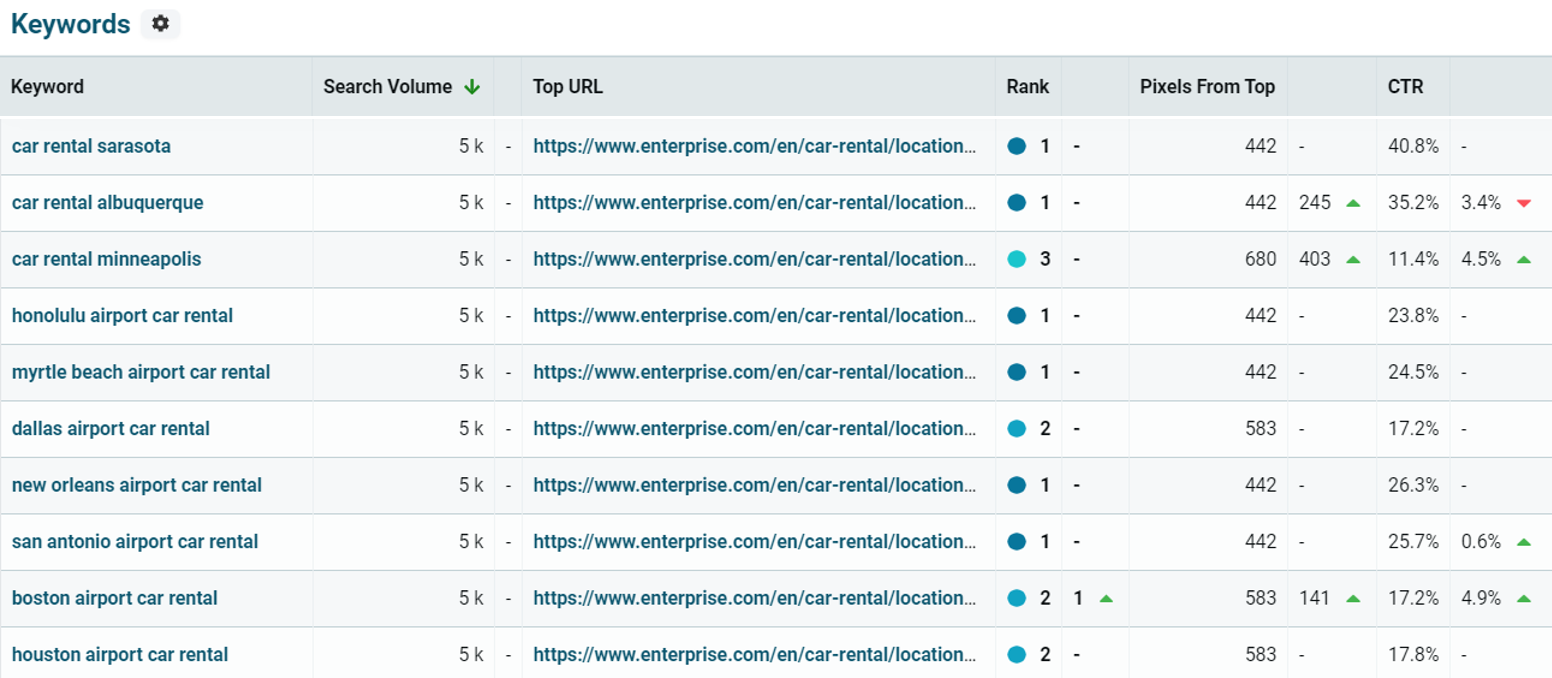 Keywords
Keyword Search Volume Top URL Rank Pixels From Top CTR
car rental sarasota 5 k - https://www.enterprise.com/en/car-rental/location... 1 - 442 - 40.8% -
car rental albuquerque 5 k - https://www.enterprise.com/en/car-rental/location... 1 - 442 245 35.2% 3.4%
car rental minneapolis 5 k - https://www.enterprise.com/en/car-rental/location... 3 - 680 403 11.4% 4.5%
honolulu airport car rental 5 k - https://www.enterprise.com/en/car-rental/location... 1 - 442 - 23.8% -
myrtle beach airport car rental 5 k - https://www.enterprise.com/en/car-rental/location... 1 - 442 - 24.5% -
dallas airport car rental 5 k - https://www.enterprise.com/en/car-rental/location... 2 - 583 - 17.2% -
new orleans airport car rental 5 k - https://www.enterprise.com/en/car-rental/location... 1 - 442 - 26.3% -
san antonio airport car rental 5 k - https://www.enterprise.com/en/car-rental/location... 1 - 442 - 25.7% 0.6%
boston airport car rental 5 k - https://www.enterprise.com/en/car-rental/location... 2 1 583 141 17.2% 4.9%
houston airport car rental 5 k - https://www.enterprise.com/en/car-rental/location... 2 - 583 - 17.8% -